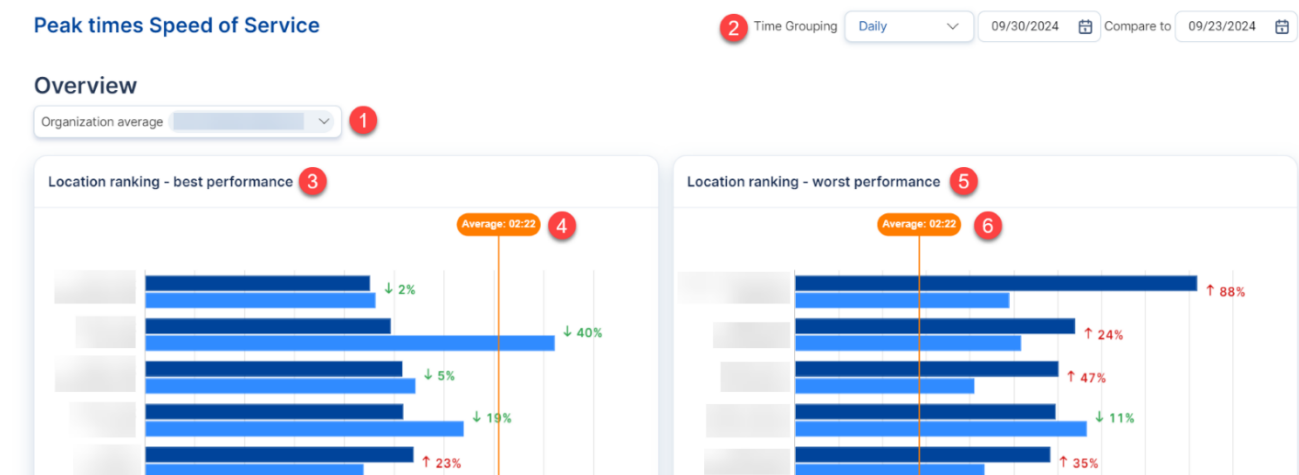 Peak times Speed of Service
2 Time Grouping Daily 09/30/2024 Compare to 09/23/2024
Overview
Organization average 1
Location ranking - best performance 3
Location ranking - worst performance 5
Average: 02:22 4
Average: 02:22 6
↓ 2%
↑ 88%
↓ 40%
↑ 24%
↓ 5%
↑ 47%
↓ 19%
↓ 11%
↑ 23%
↑ 35%